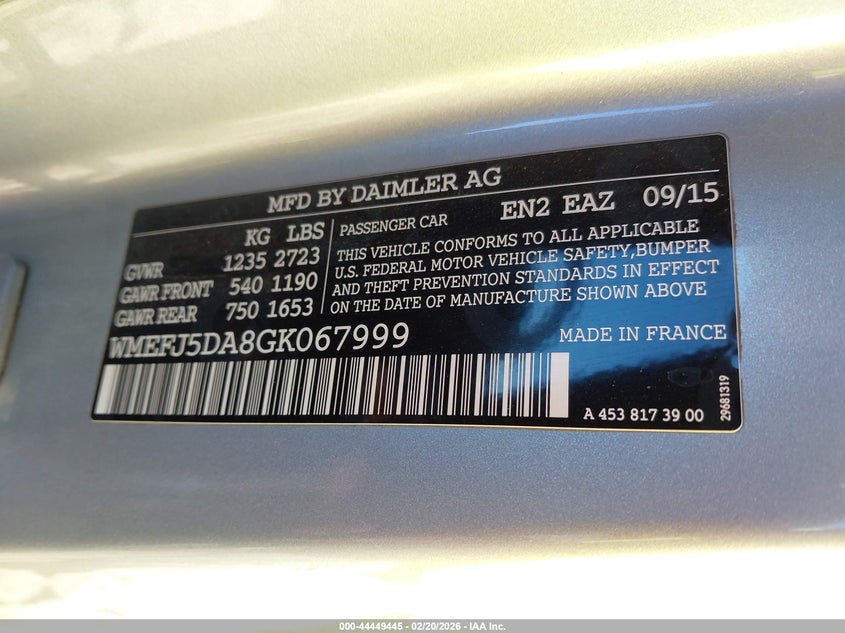 MFD BY DAIMLER AG
KG LBS
GVWR 1235 2723
GAWR FRONT 540 1190
GAWR REAR 750 1653
PASSENGER CAR EN2 EAZ 09/15
THIS VEHICLE CONFORMS TO ALL APPLICABLE
U.S. FEDERAL MOTOR VEHICLE SAFETY,BUMPER
AND THEFT PREVENTION STANDARDS IN EFFECT
ON THE DATE OF MANUFACTURE SHOWN ABOVE
WMEFJ5DA8GK067999 MADE IN FRANCE
A 453 817 39 00
29681319
000-44449445 - 02/20/2026 - IAA Inc.